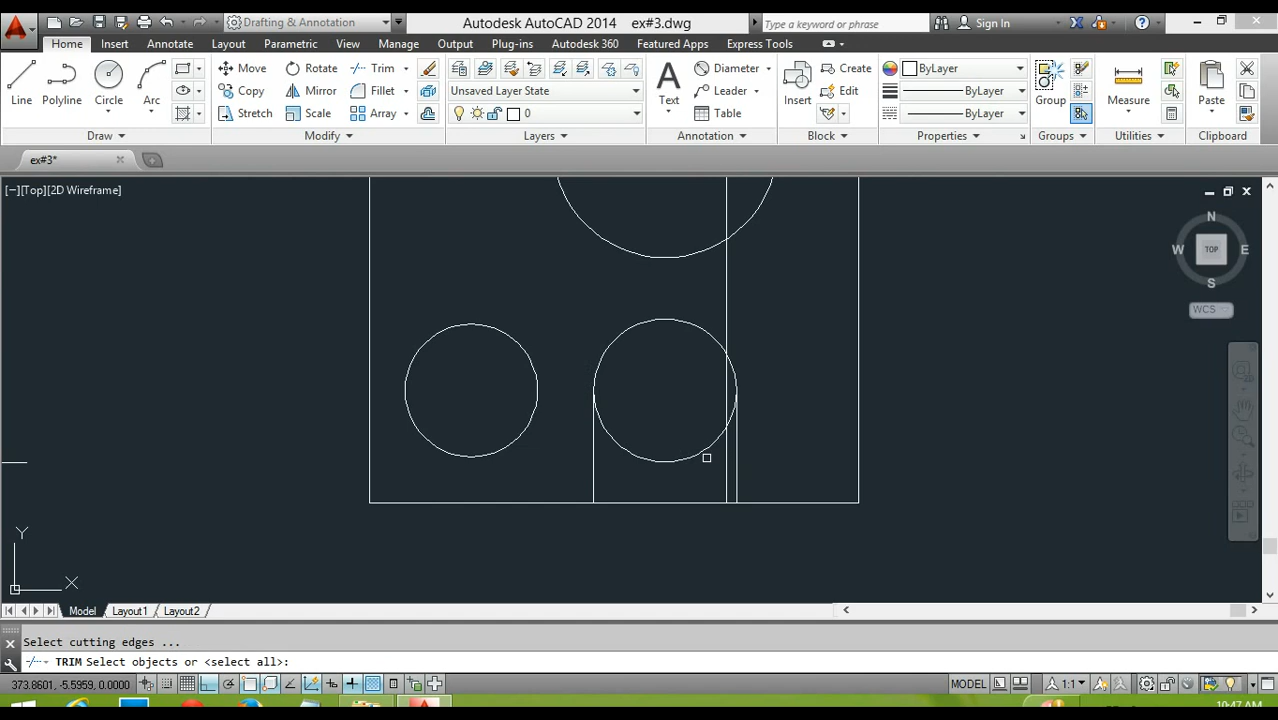 Drafting & Annotation
Autodesk AutoCAD 2014 ex#3.dwg
Type a keyword or phrase
Sign In
Home Insert Annotate Layout Parametric View Manage Output Plug-ins Autodesk 360 Featured Apps Express Tools
Move Rotate Trim
Copy Mirror Fillet
Stretch Scale Array
Line Polyline Circle Arc
Unsaved Layer State
0
Text
Diameter
Leader
Table
Insert
Create
Edit
ByLayer
ByLayer
ByLayer
Group
Measure
Paste
Draw Modify Layers Annotation Block Properties Groups Utilities Clipboard
ex#3*
[−][Top][2D Wireframe]
N
W TOP E
S
WCS
Y
X
Model Layout1 Layout2
Select cutting edges ...
TRIM Select objects or <select all>:
373.8601, -5.5959, 0.0000
MODEL
1:1
10:47 AM